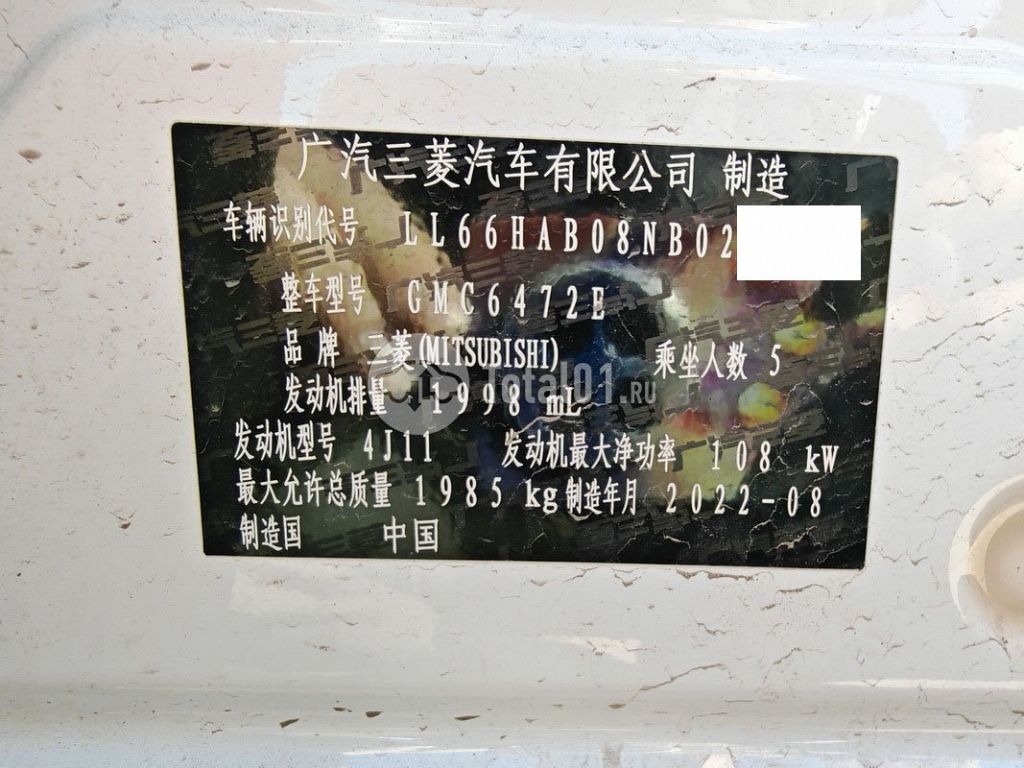 广汽三菱汽车有限公司 制造
车辆识别代号 LL66HAB08NB02
整车型号 GMC6472E
品牌 三菱(MITSUBISHI) 乘坐人数 5
发动机排量 1998 mL
Total01.RU
发动机型号 4J11 发动机最大净功率 108 kW
最大允许总质量 1985 kg 制造年月 2022-08
制造国 中国